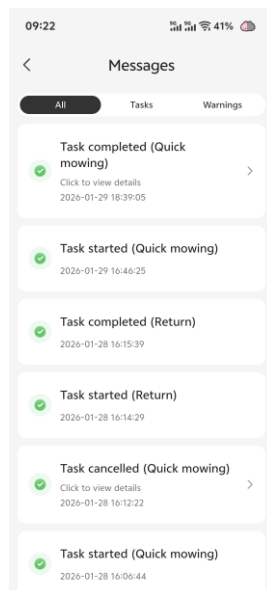 09:22
5G 5G 41%
Messages
All Tasks Warnings
Task completed (Quick
mowing)
Click to view details
2026-01-29 18:39:05
Task started (Quick mowing)
2026-01-29 16:46:25
Task completed (Return)
2026-01-28 16:15:39
Task started (Return)
2026-01-28 16:14:29
Task cancelled (Quick mowing)
Click to view details
2026-01-28 16:12:22
Task started (Quick mowing)
2026-01-28 16:06:44